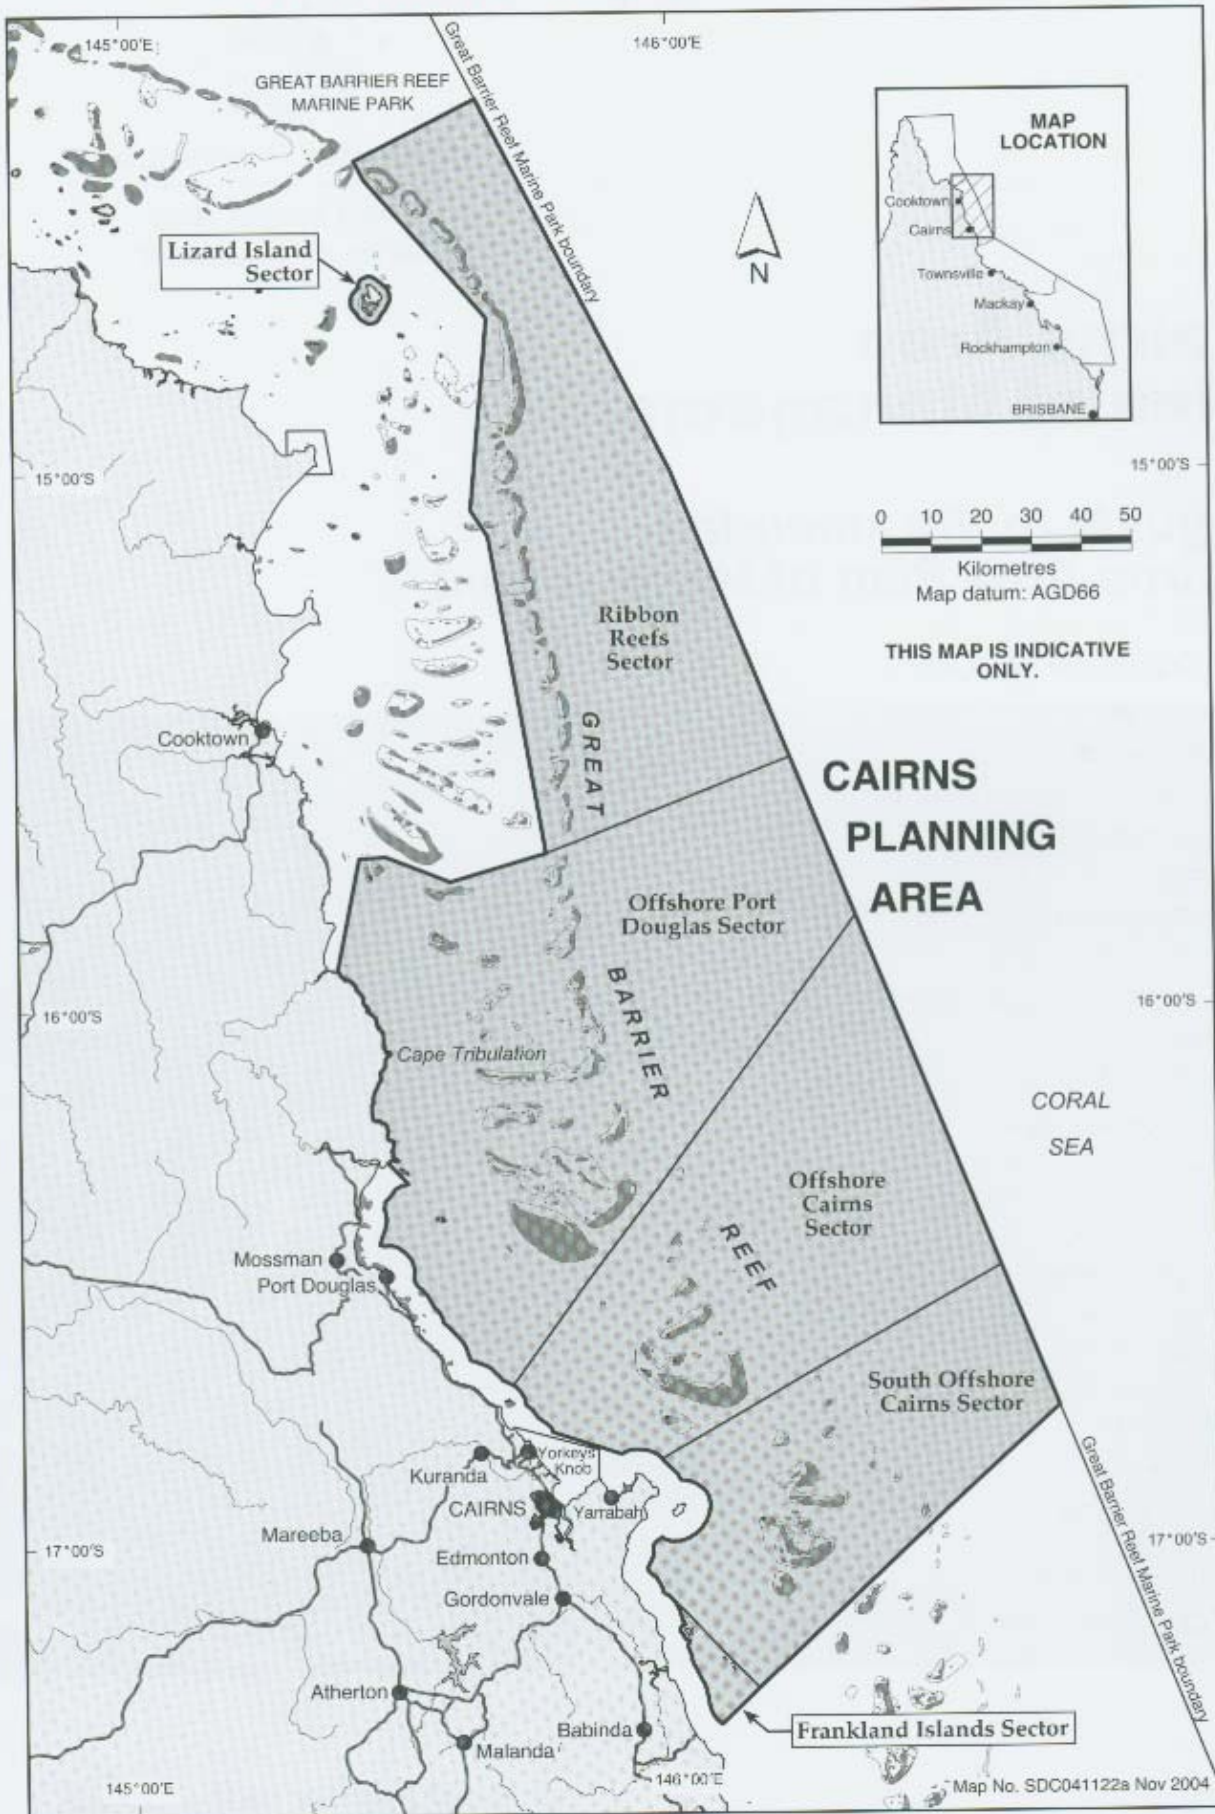 145°00'E
146°00'E
GREAT BARRIER REEF
MARINE PARK
Great Barrier Reef Marine Park boundary
MAP
LOCATION
Cooktown
Cairns
Townsville
Mackay
Rockhampton
BRISBANE
N
Lizard Island
Sector
15°00'S
15°00'S
0 10 20 30 40 50
Kilometres
Map datum: AGD66
THIS MAP IS INDICATIVE
ONLY.
Ribbon
Reefs
Sector
Cooktown
GREAT
CAIRNS
PLANNING
AREA
Offshore Port
Douglas Sector
BARRIER
16°00'S
16°00'S
Cape Tribulation
CORAL
SEA
Offshore
Cairns
Sector
REEF
Mossman
Port Douglas
South Offshore
Cairns Sector
Kuranda
Yorkeys
Knob
CAIRNS
Yarrabah
Mareeba
17°00'S
17°00'S
Edmonton
Gordonvale
Great Barrier Reef Marine Park boundary
Atherton
Babinda
Malanda
Frankland Islands Sector
145°00'E
146°00'E
Map No. SDC041122a Nov 2004